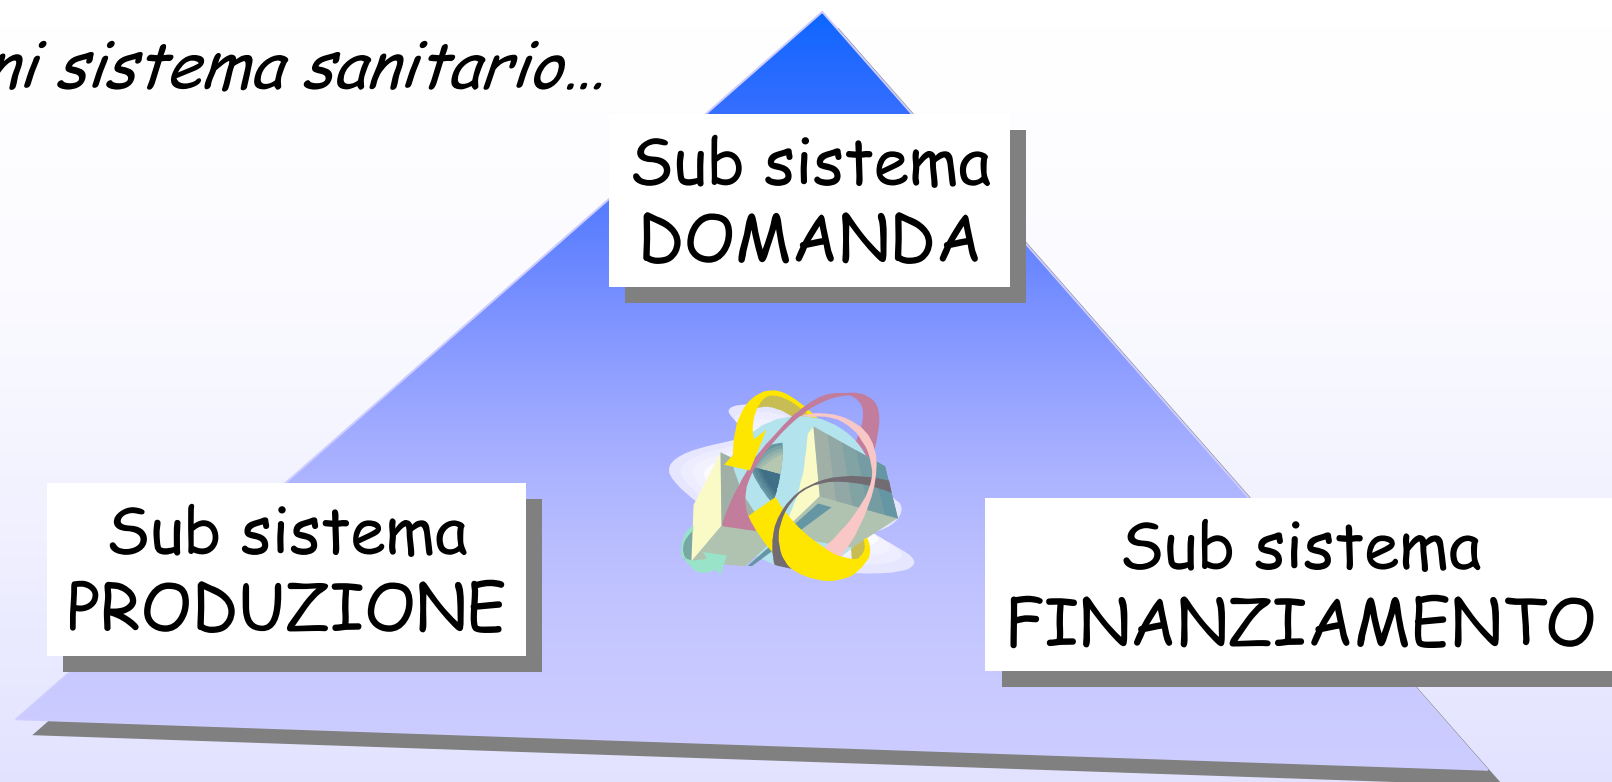 ni sistema sanitario...
Sub sistema
DOMANDA
Sub sistema
PRODUZIONE
Sub sistema
FINANZIAMENTO